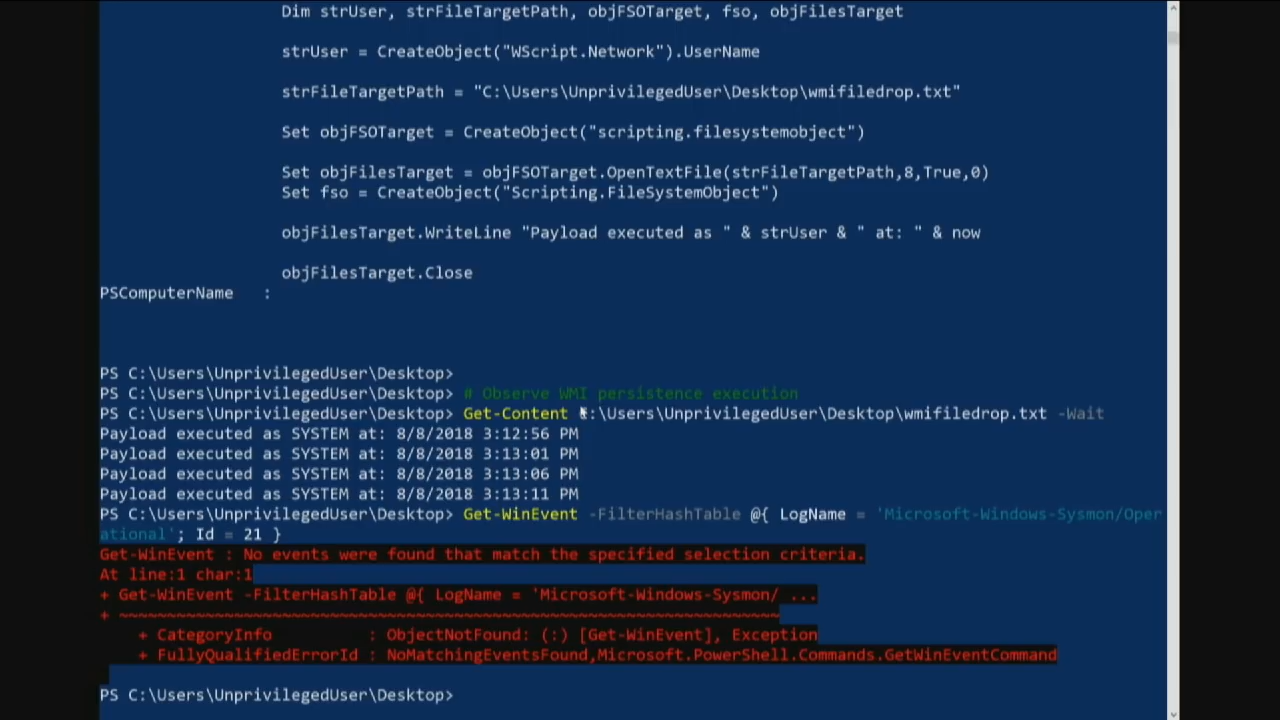 Dim strUser, strFileTargetPath, objFSOTarget, fso, objFilesTarget
strUser = CreateObject("WScript.Network").UserName
strFileTargetPath = "C:\Users\UnprivilegedUser\Desktop\wmifiledrop.txt"
Set objFSOTarget = CreateObject("scripting.filesystemobject")
Set objFilesTarget = objFSOTarget.OpenTextFile(strFileTargetPath,8,True,0)
Set fso = CreateObject("Scripting.FileSystemObject")
objFilesTarget.WriteLine "Payload executed as " & strUser & " at: " & now
objFilesTarget.Close
PSComputerName   :
PS C:\Users\UnprivilegedUser\Desktop>
PS C:\Users\UnprivilegedUser\Desktop> # Observe WMI persistence execution
PS C:\Users\UnprivilegedUser\Desktop> Get-Content :\Users\UnprivilegedUser\Desktop\wmifiledrop.txt -Wait
Payload executed as SYSTEM at: 8/8/2018 3:12:56 PM
Payload executed as SYSTEM at: 8/8/2018 3:13:01 PM
Payload executed as SYSTEM at: 8/8/2018 3:13:06 PM
Payload executed as SYSTEM at: 8/8/2018 3:13:11 PM
PS C:\Users\UnprivilegedUser\Desktop> Get-WinEvent -FilterHashTable @{ LogName = 'Microsoft-Windows-Sysmon/Oper
ational'; Id = 21 }
Get-WinEvent : No events were found that match the specified selection criteria.
At line:1 char:1
+ Get-WinEvent -FilterHashTable @{ LogName = 'Microsoft-Windows-Sysmon/ ...
+ ~~~~~~~~~~~~~~~~~~~~~~~~~~~~~~~~~~~~~~~~~~~~~~~~~~~~~~~~~~~~~~~~~~~~~
    + CategoryInfo          : ObjectNotFound: (:) [Get-WinEvent], Exception
    + FullyQualifiedErrorId : NoMatchingEventsFound,Microsoft.PowerShell.Commands.GetWinEventCommand
PS C:\Users\UnprivilegedUser\Desktop>